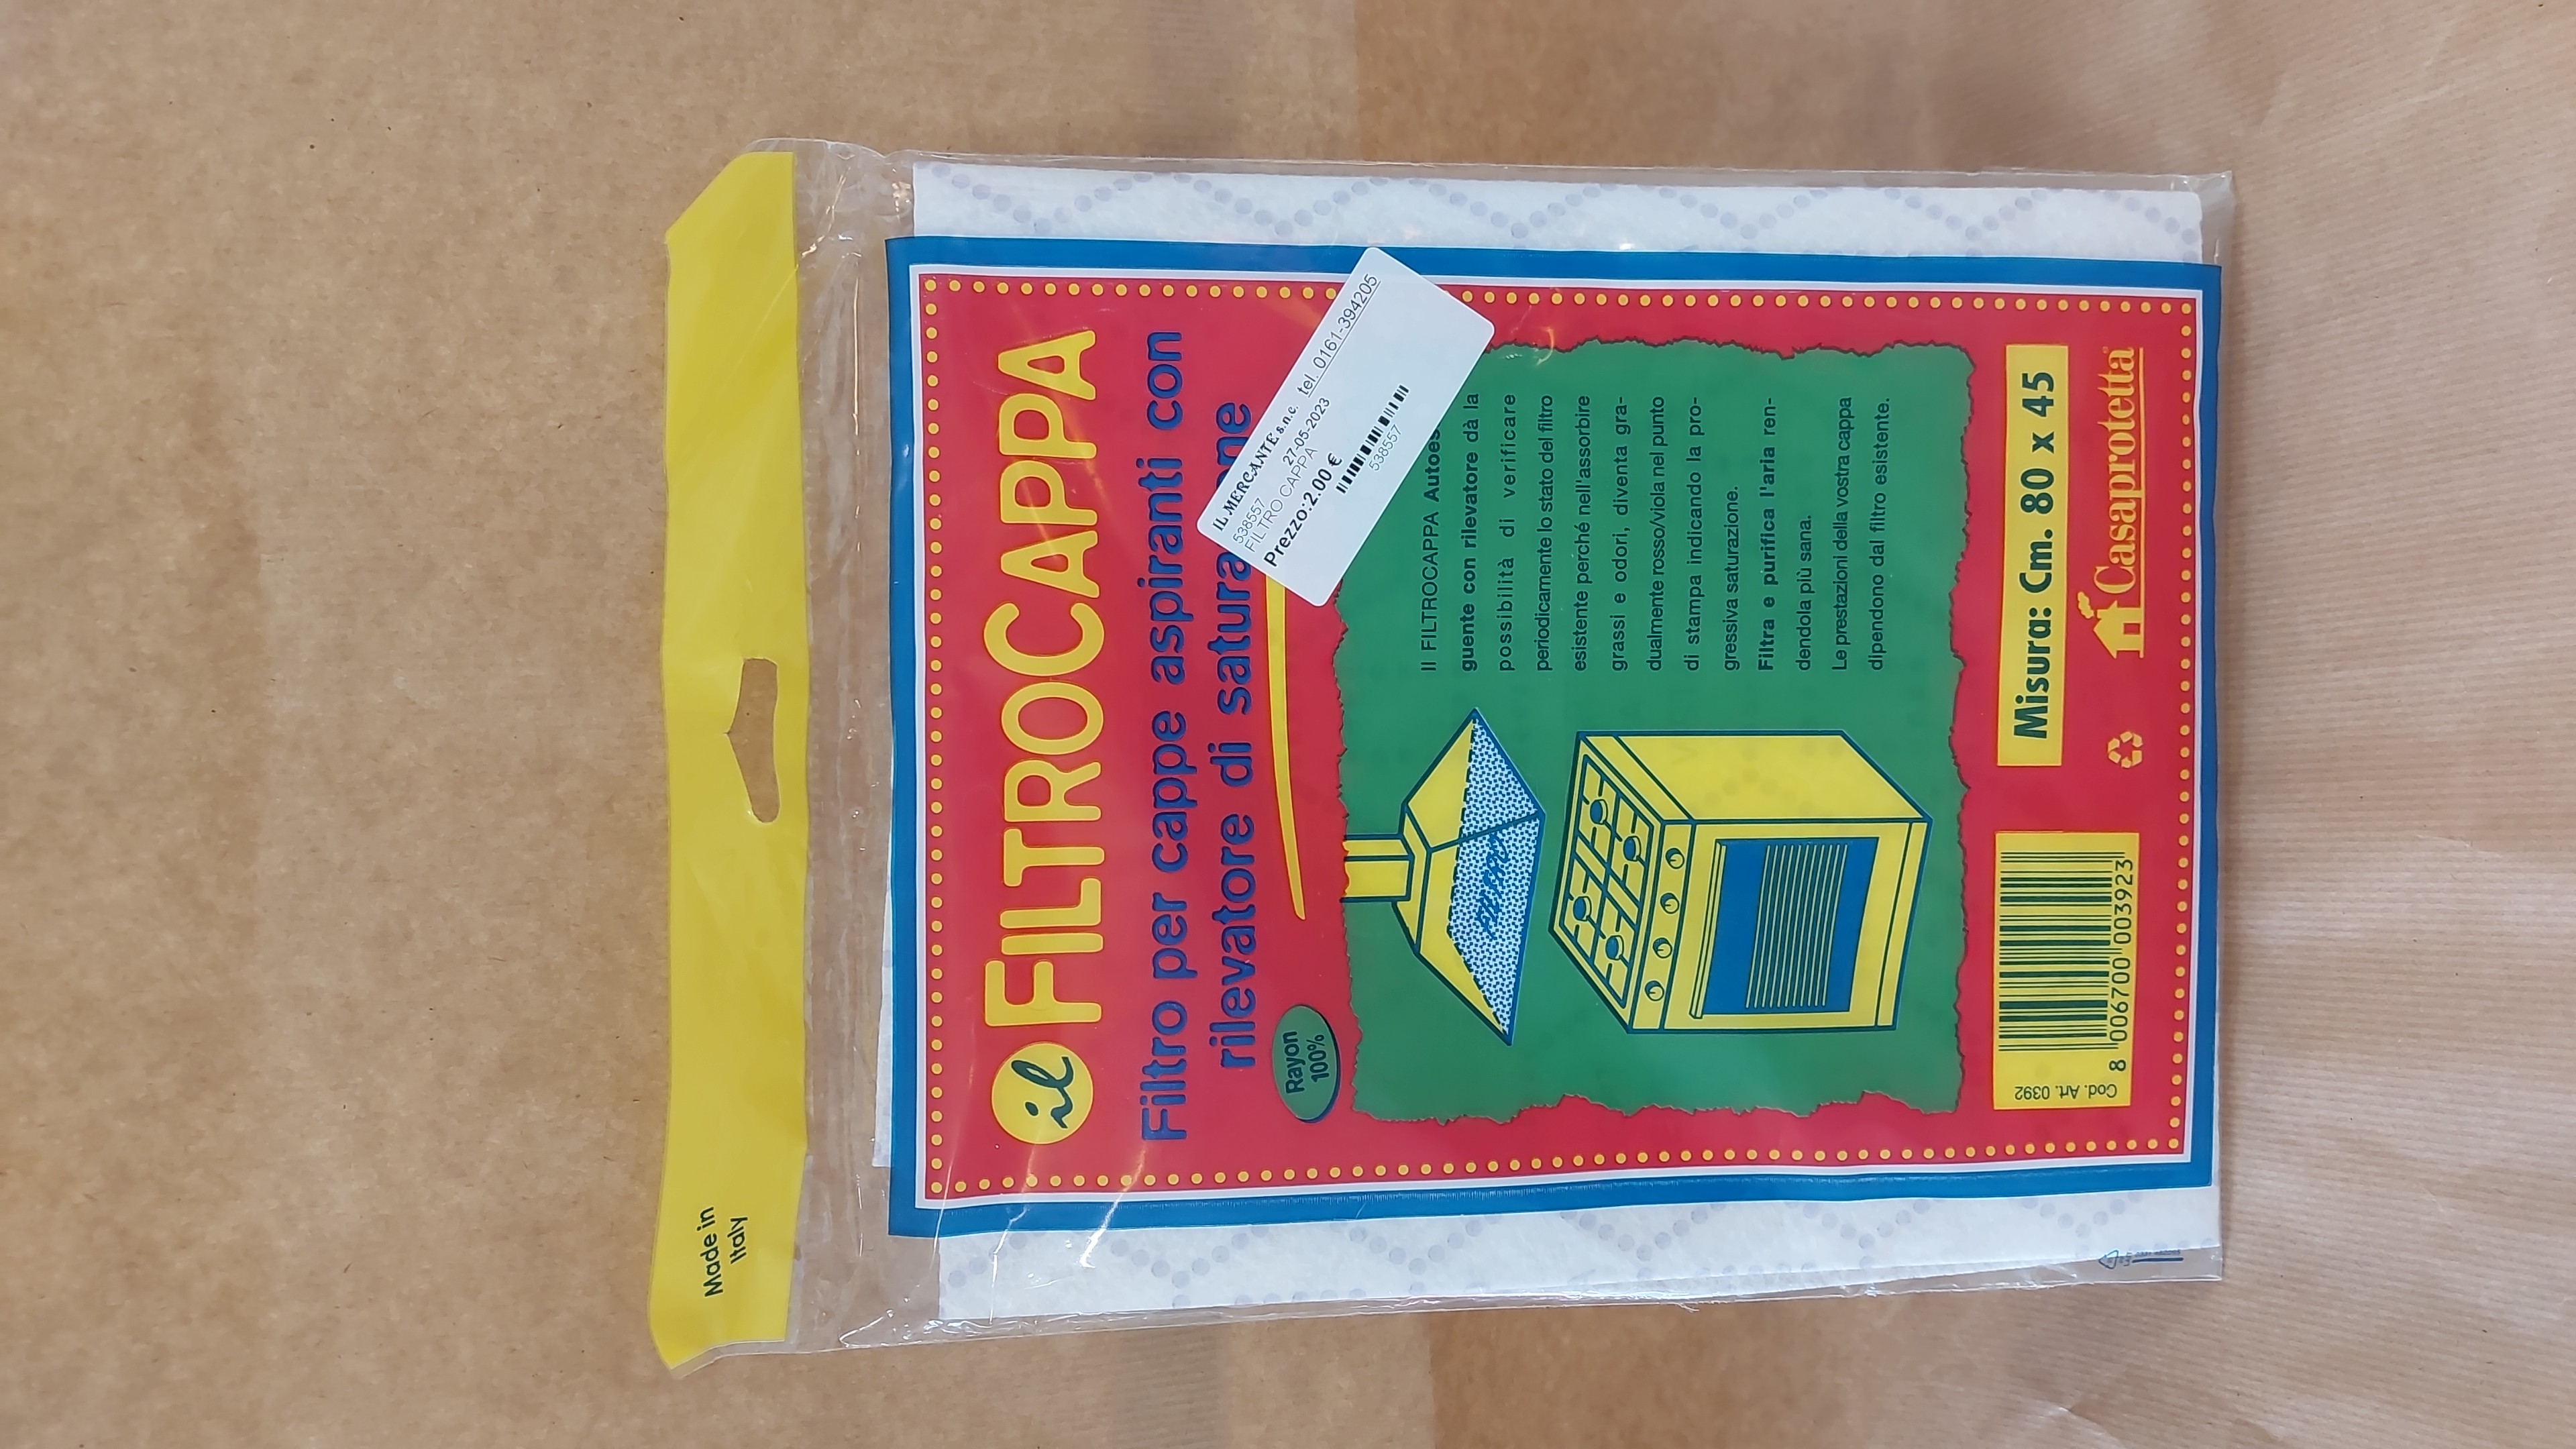 Made in
Italy
il FILTROCAPPA
Filtro per cappe aspiranti con
rilevatore di satura ne
IL MERCANTE s.n.c. tel. 0161-394205
538557 27-05-2023
FILTRO CAPPA
Prezzo:2.00 €
538557
Rayon
100%
Il FILTROCAPPA Autoes
guente con rilevatore dà la
possibilità di verificare
periodicamente lo stato del filtro
esistente perché nell'assorbire
grassi e odori, diventa gra-
dualmente rosso/viola nel punto
di stampa indicando la pro-
gressiva saturazione.
Filtra e purifica l'aria ren-
dendola più sana.
Le prestazioni della vostra cappa
dipendono dal filtro esistente.
Cod. Art. 0392
8 006700 003923
Misura: Cm. 80 x 45
Casaprotetta